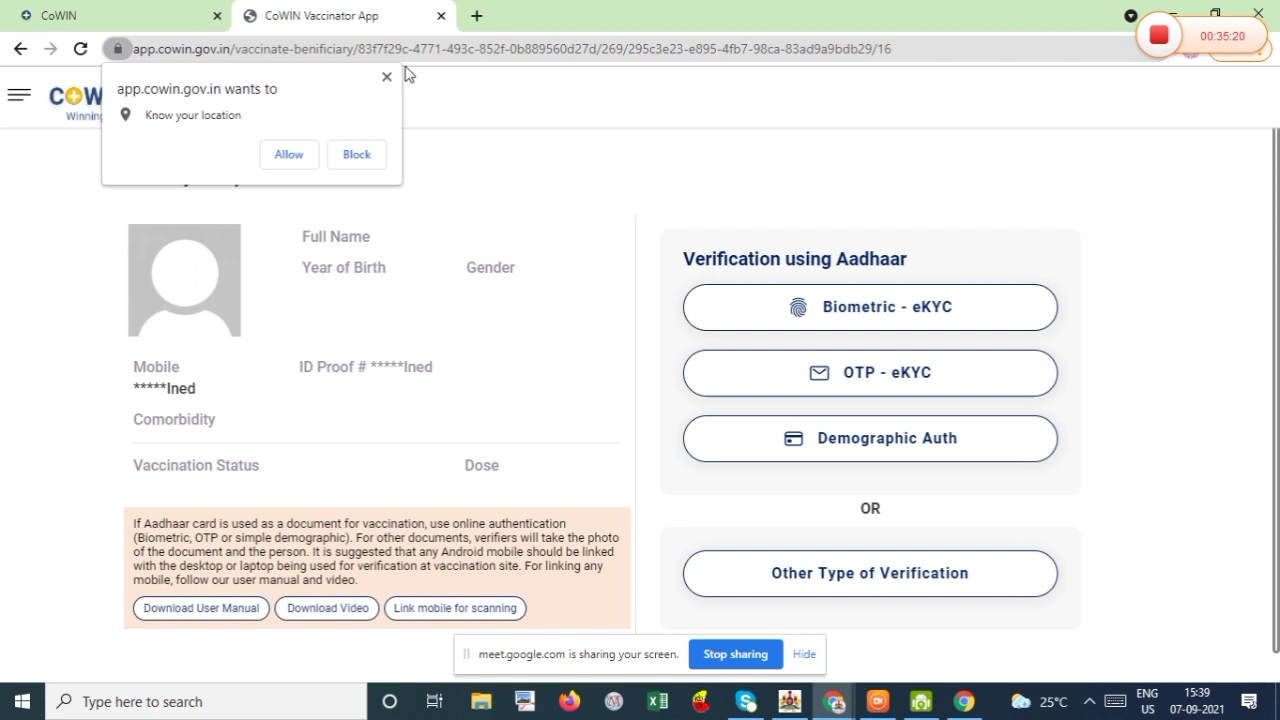 CoWIN
CoWIN Vaccinator App
00:35:20
app.cowin.gov.in/vaccinate-benificiary/83f7f29c-4771-493c-852f-0b889560d27d/269/295c3e23-e895-4fb7-98ca-83ad9a9bdb29/16
app.cowin.gov.in wants to
Know your location
Allow
Block
COW
Winning
Full Name
Year of Birth
Gender
Mobile
*****Ined
ID Proof # *****Ined
Comorbidity
Vaccination Status
Dose
If Aadhaar card is used as a document for vaccination, use online authentication
(Biometric, OTP or simple demographic). For other documents, verifiers will take the photo
of the document and the person. It is suggested that any Android mobile should be linked
with the desktop or laptop being used for verification at vaccination site. For linking any
mobile, follow our user manual and video.
Download User Manual
Download Video
Link mobile for scanning
Verification using Aadhaar
Biometric - eKYC
OTP - eKYC
Demographic Auth
OR
Other Type of Verification
meet.google.com is sharing your screen.
Stop sharing
Hide
Type here to search
25°C
ENG
US
15:39
07-09-2021